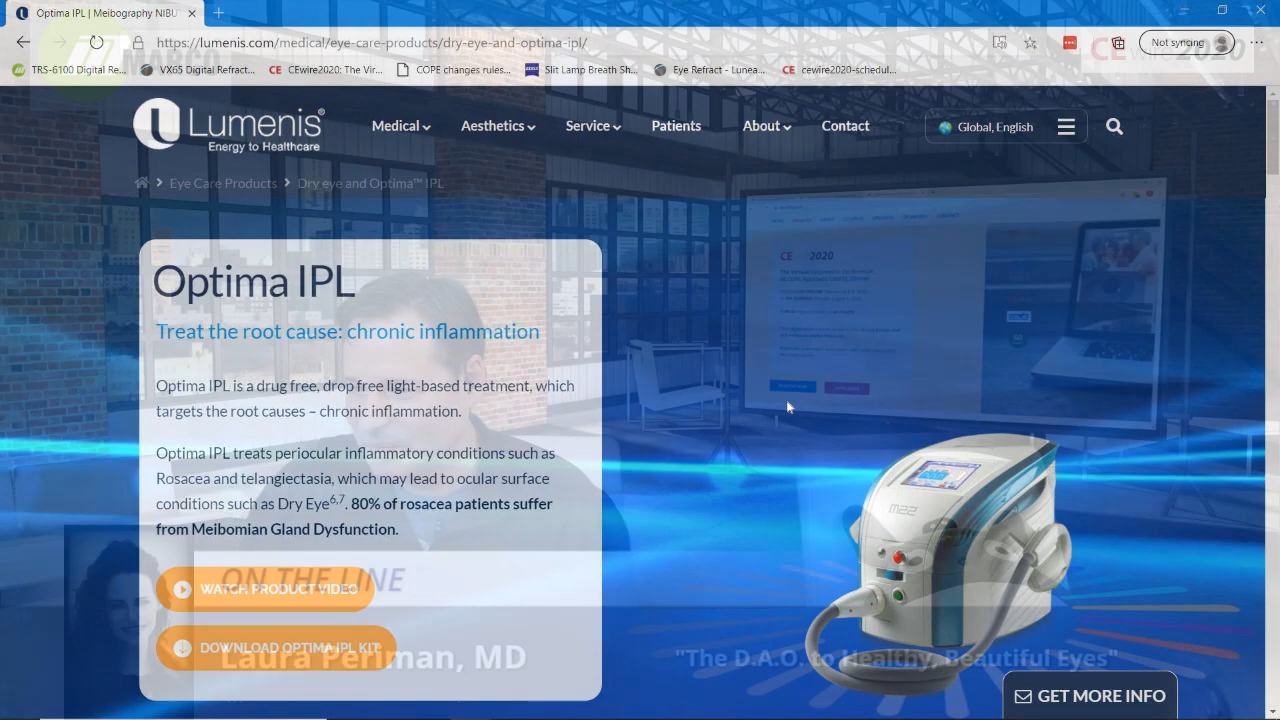 Optima IPL | Meibography NIBU
https://lumenis.com/medical/eye-care-products/dry-eye-and-optima-ipl/
Not syncing
TRS-6100 Digital Re...
VX65 Digital Refract...
CE CEwire2020: The Vir...
COPE changes rules...
Slit Lamp Breath Sh...
Eye Refract - Lunea...
CE cewire2020-schedul...
CEwire2020
Lumenis®
Energy to Healthcare
Medical
Aesthetics
Service
Patients
About
Contact
Global, English
Eye Care Products > Dry eye and Optima™ IPL
CE 2020
Optima IPL
Treat the root cause: chronic inflammation
Optima IPL is a drug free, drop free light-based treatment, which
targets the root causes – chronic inflammation.
Optima IPL treats periocular inflammatory conditions such as
Rosacea and telangiectasia, which may lead to ocular surface
conditions such as Dry Eye6,7. 80% of rosacea patients suffer
from Meibomian Gland Dysfunction.
M22
ON THE LINE
WATCH PRODUCT VIDEO
DOWNLOAD OPTIMA IPL KIT
Laura Periman, MD
"The D.A.O. to Healthy, Beautiful Eyes"
GET MORE INFO